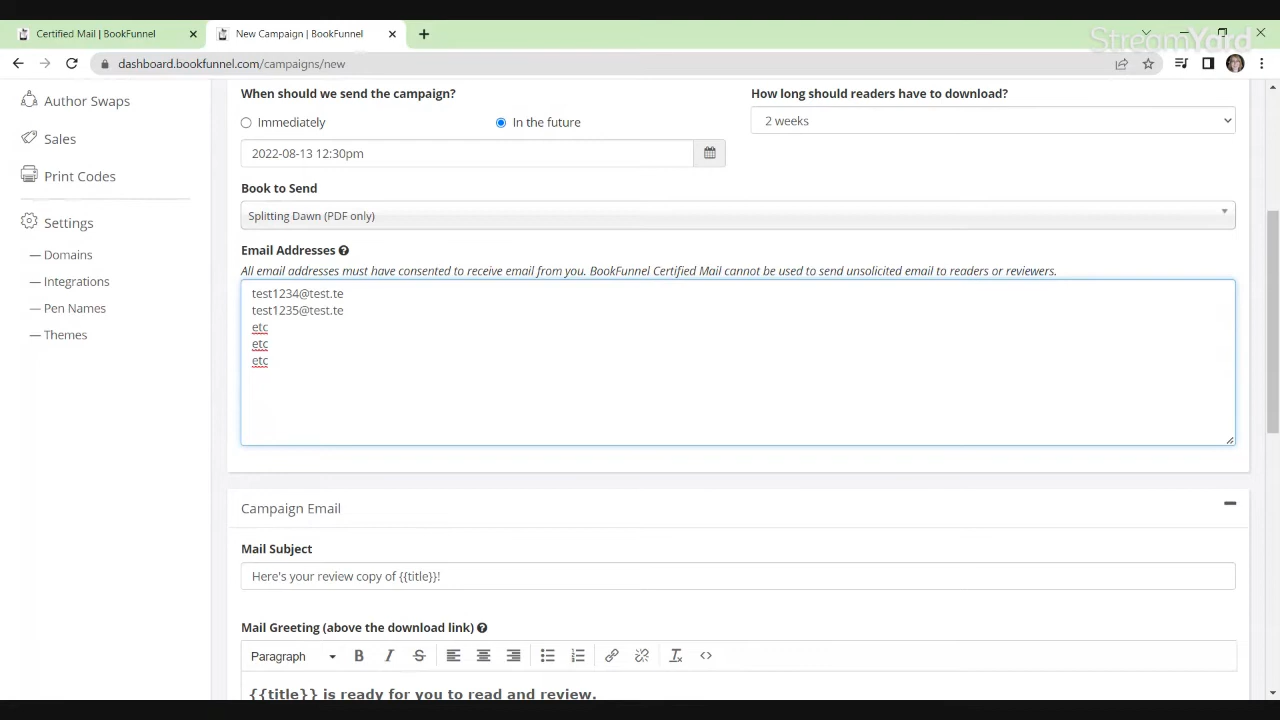 Certified Mail | BookFunnel
New Campaign | BookFunnel
StreamYard
dashboard.bookfunnel.com/campaigns/new
Author Swaps
Sales
Print Codes
Settings
— Domains
— Integrations
— Pen Names
— Themes
When should we send the campaign?
How long should readers have to download?
Immediately
In the future
2 weeks
2022-08-13 12:30pm
Book to Send
Splitting Dawn (PDF only)
Email Addresses ?
All email addresses must have consented to receive email from you. BookFunnel Certified Mail cannot be used to send unsolicited email to readers or reviewers.
test1234@test.te
test1235@test.te
etc
etc
etc
Campaign Email
Mail Subject
Here's your review copy of {{title}}!
Mail Greeting (above the download link) ?
Paragraph
{{title}} is ready for you to read and review.